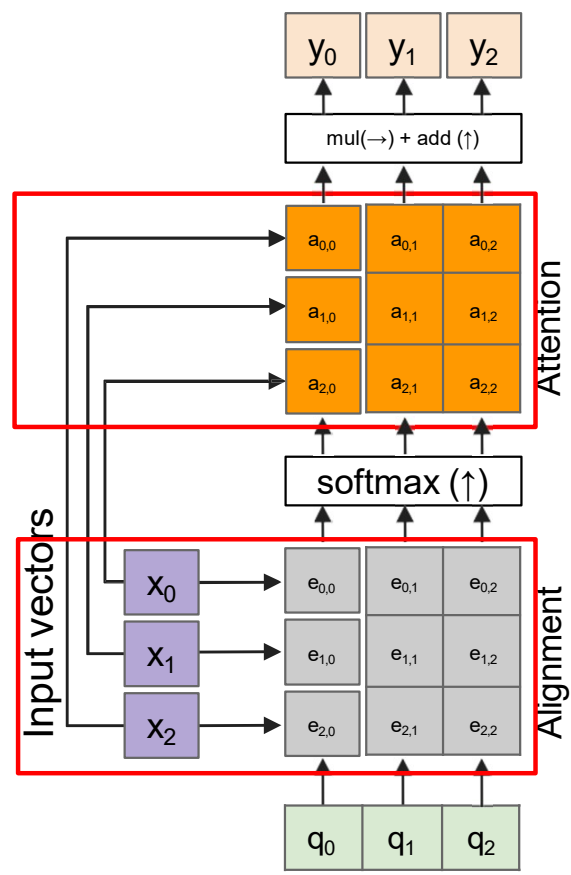 y0 y1 y2
mul(→) + add (↑)
a0,0 a0,1 a0,2
a1,0 a1,1 a1,2
a2,0 a2,1 a2,2
Attention
softmax (↑)
Input vectors
x0 e0,0 e0,1 e0,2
x1 e1,0 e1,1 e1,2
x2 e2,0 e2,1 e2,2
Alignment
q0 q1 q2